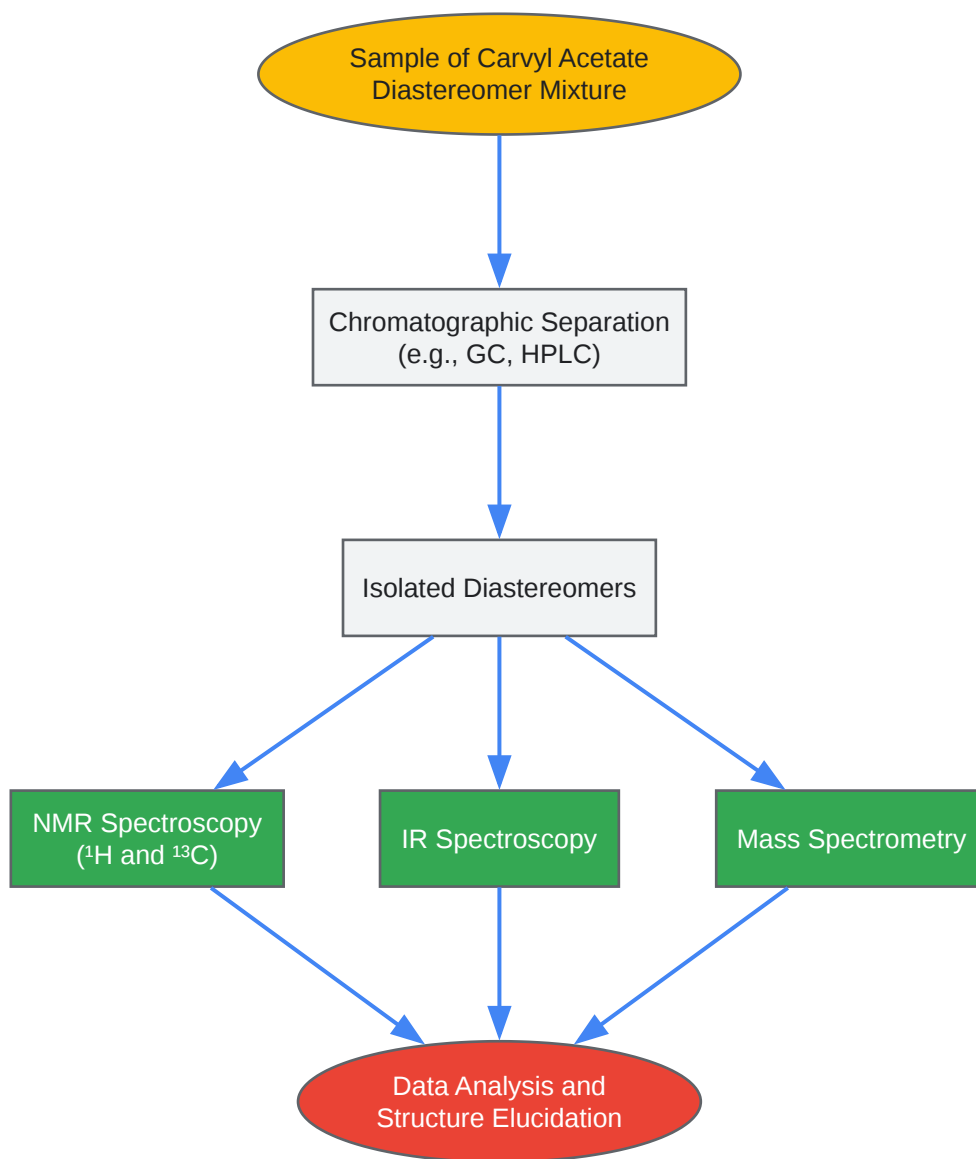 Sample of Carvyl Acetate
Diastereomer Mixture
Chromatographic Separation
(e.g., GC, HPLC)
Isolated Diastereomers
NMR Spectroscopy
(¹H and ¹³C)
IR Spectroscopy
Mass Spectrometry
Data Analysis and
Structure Elucidation